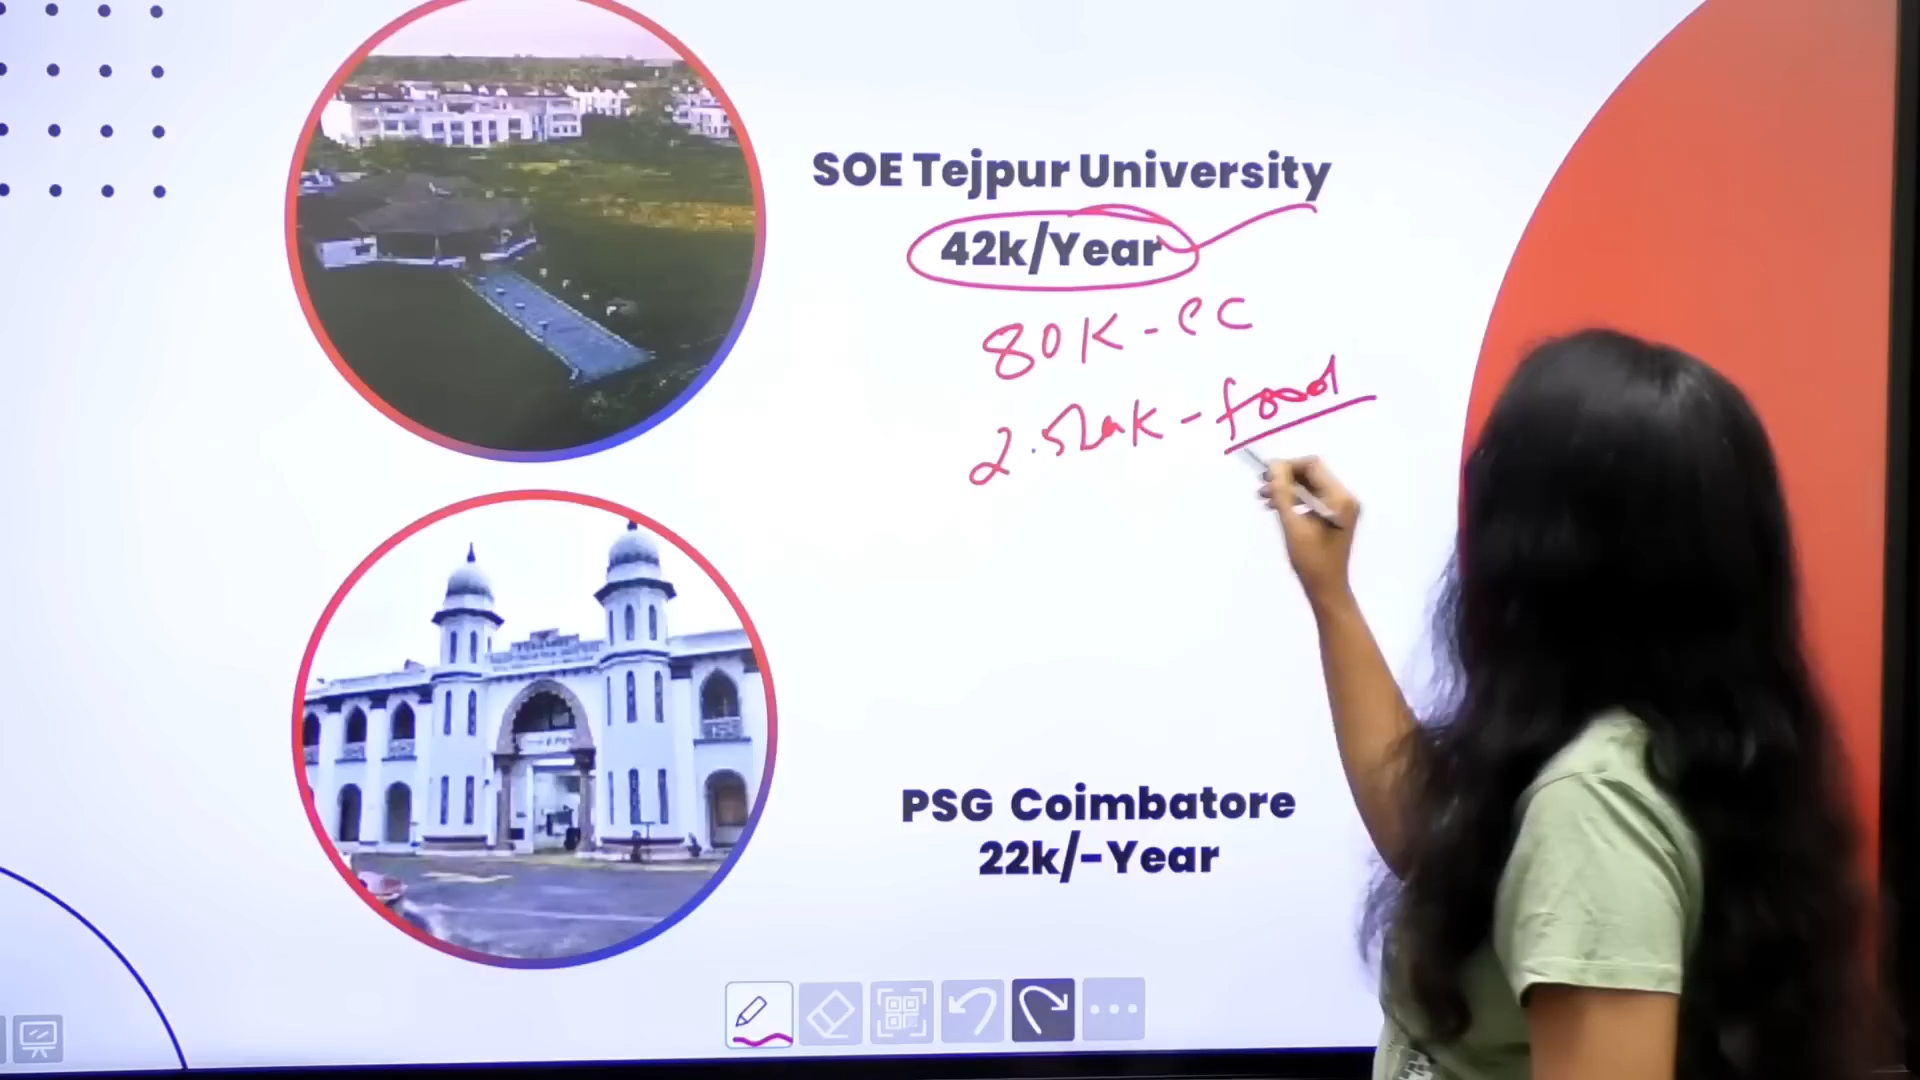 SOE Tejpur University
42k/Year
80K-CC
2.5Lak-food
PSG Coimbatore
22k/-Year